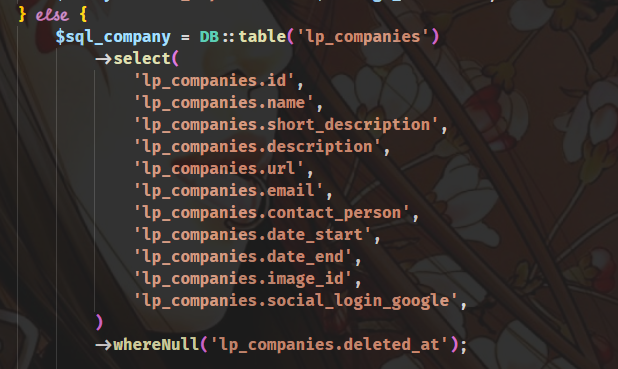 } else {
$sql_company = DB::table('lp_companies')
->select(
'lp_companies.id',
'lp_companies.name',
'lp_companies.short_description',
'lp_companies.description',
'lp_companies.url',
'lp_companies.email',
'lp_companies.contact_person',
'lp_companies.date_start',
'lp_companies.date_end',
'lp_companies.image_id',
'lp_companies.social_login_google',
)
->whereNull('lp_companies.deleted_at');